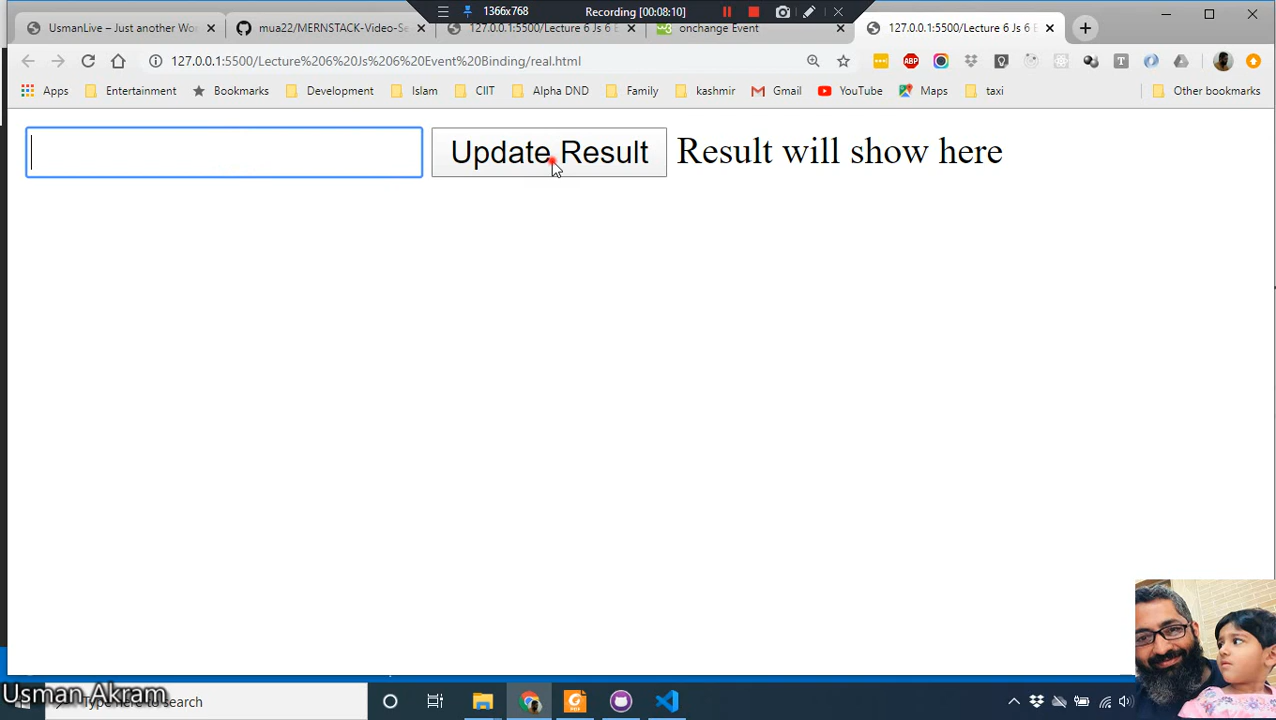 1366x768
Recording [00:08:10]
UsmanLive – Just another Wo
mua22/MERNSTACK-Video-Se
127.0.0.1:5500/Lecture 6 Js 6 E
onchange Event
127.0.0.1:5500/Lecture 6 Js 6 E
127.0.0.1:5500/Lecture%206%20Js%206%20Event%20Binding/real.html
ABP
Apps
Entertainment
Bookmarks
Development
Islam
CIIT
Alpha DND
Family
kashmir
Gmail
YouTube
Maps
taxi
Other bookmarks
Update Result
Result will show here
Usman Akram
Type here to search